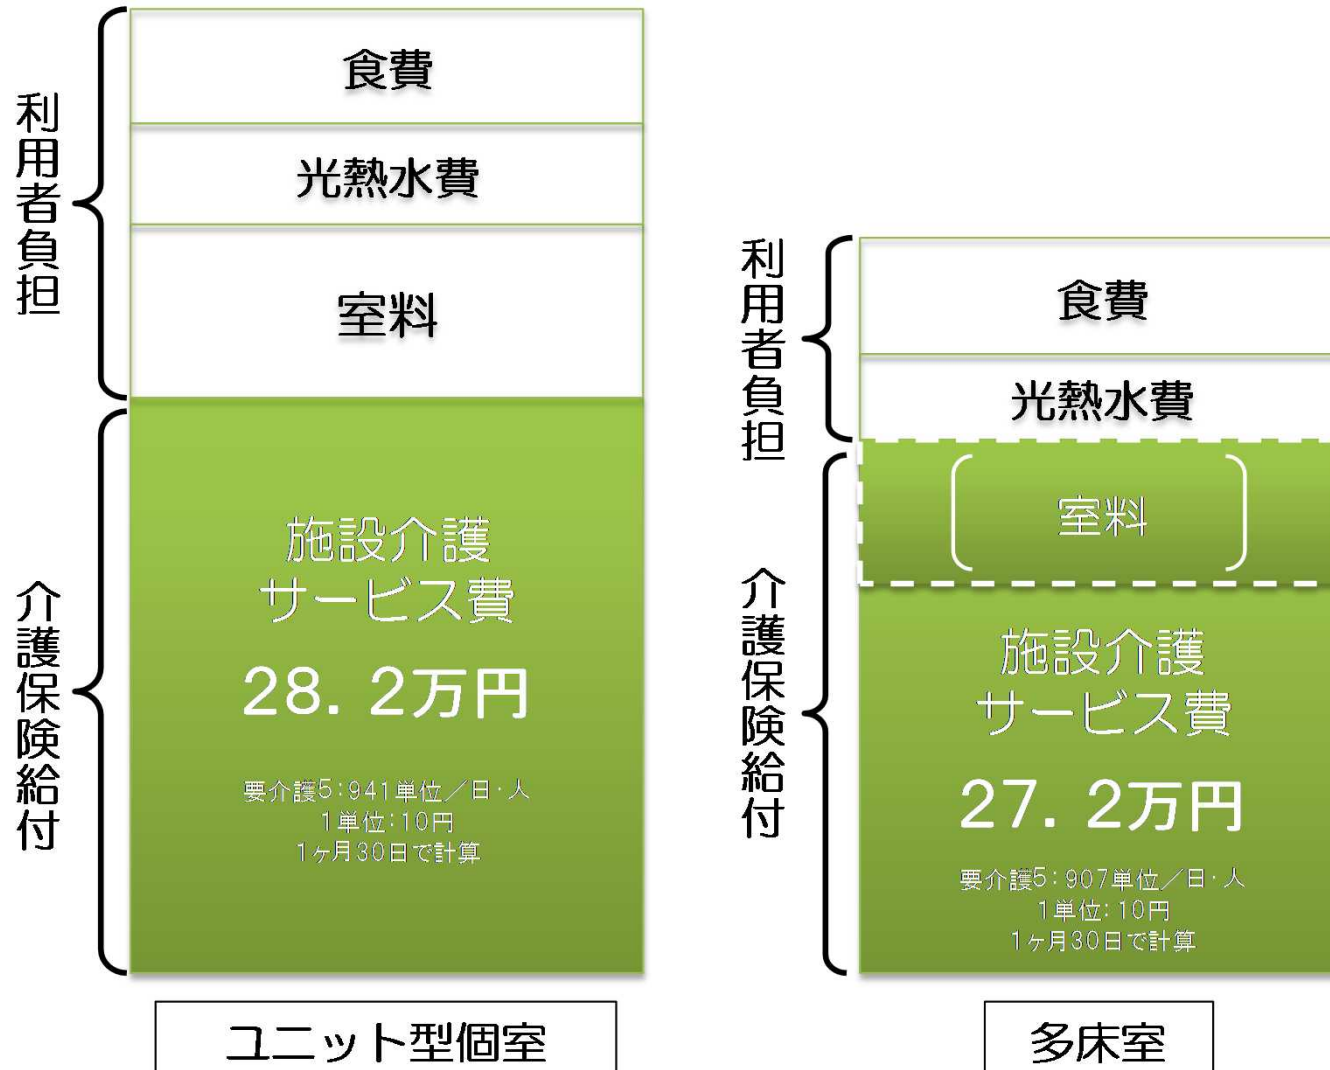 利用者負担
食費
光熱水費
室料
介護保険給付
施設介護
サービス費
28. 2万円
要介護5:941単位／日・人
1単位:10円
1ヶ月30日で計算
ユニット型個室
利用者負担
食費
光熱水費
介護保険給付
室料
施設介護
サービス費
27. 2万円
要介護5:907単位／日・人
1単位:10円
1ヶ月30日で計算
多床室